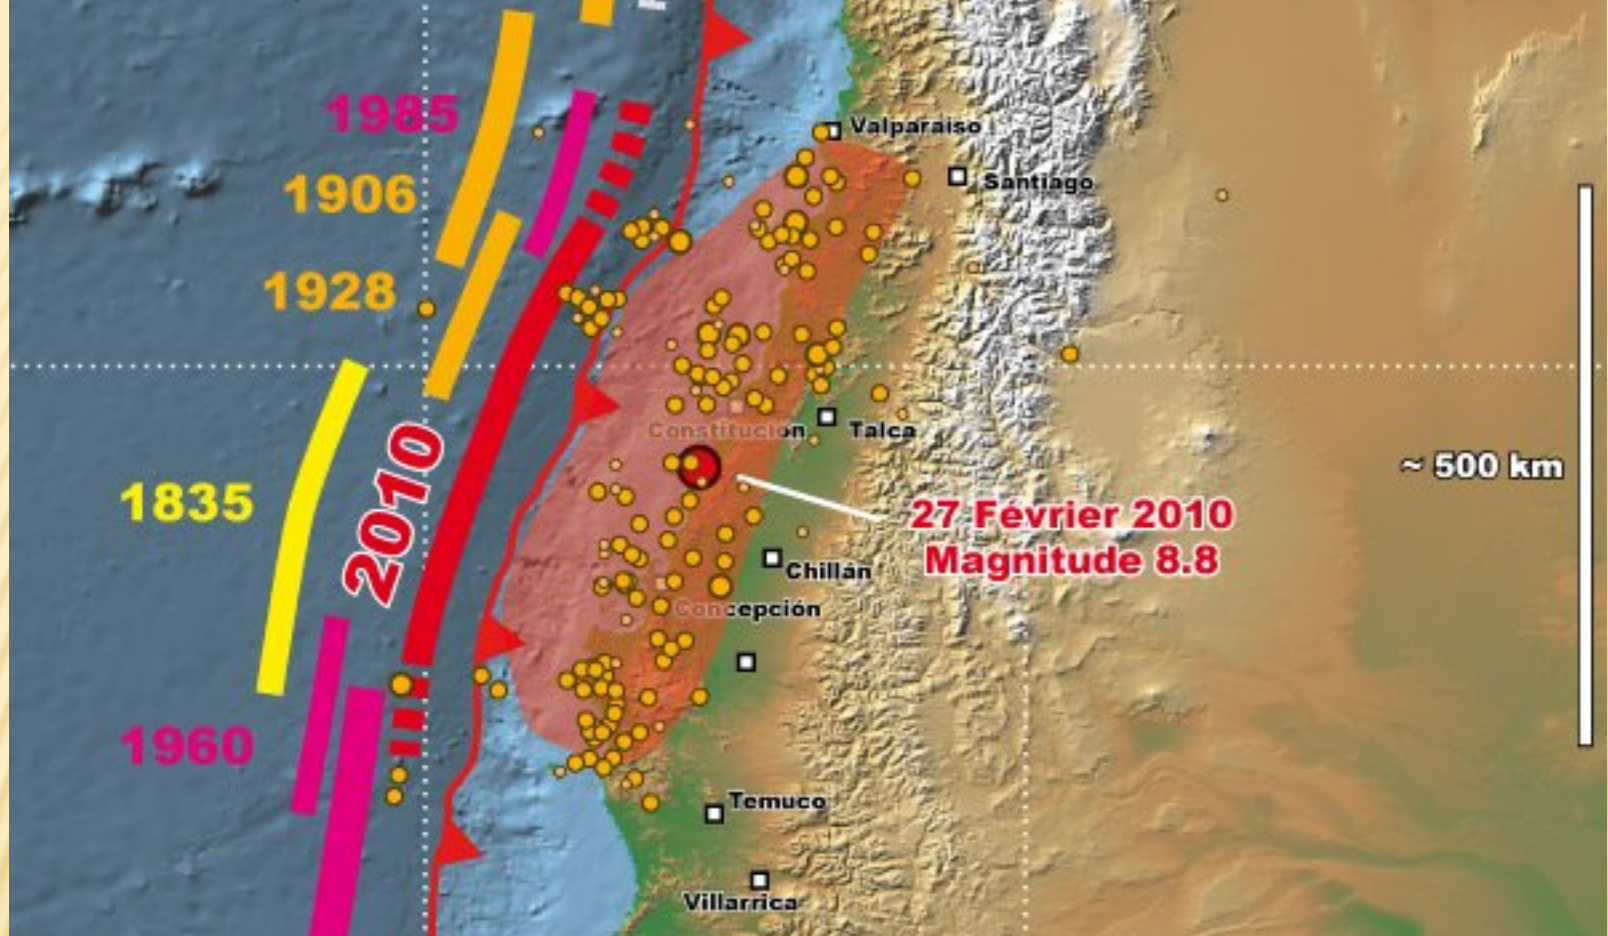 1985
Valparaiso
1906
Santiago
1928
2010
Constitución
Talca
~ 500 km
1835
27 Février 2010
Magnitude 8.8
Chillán
Concepción
1960
Temuco
Villarrica